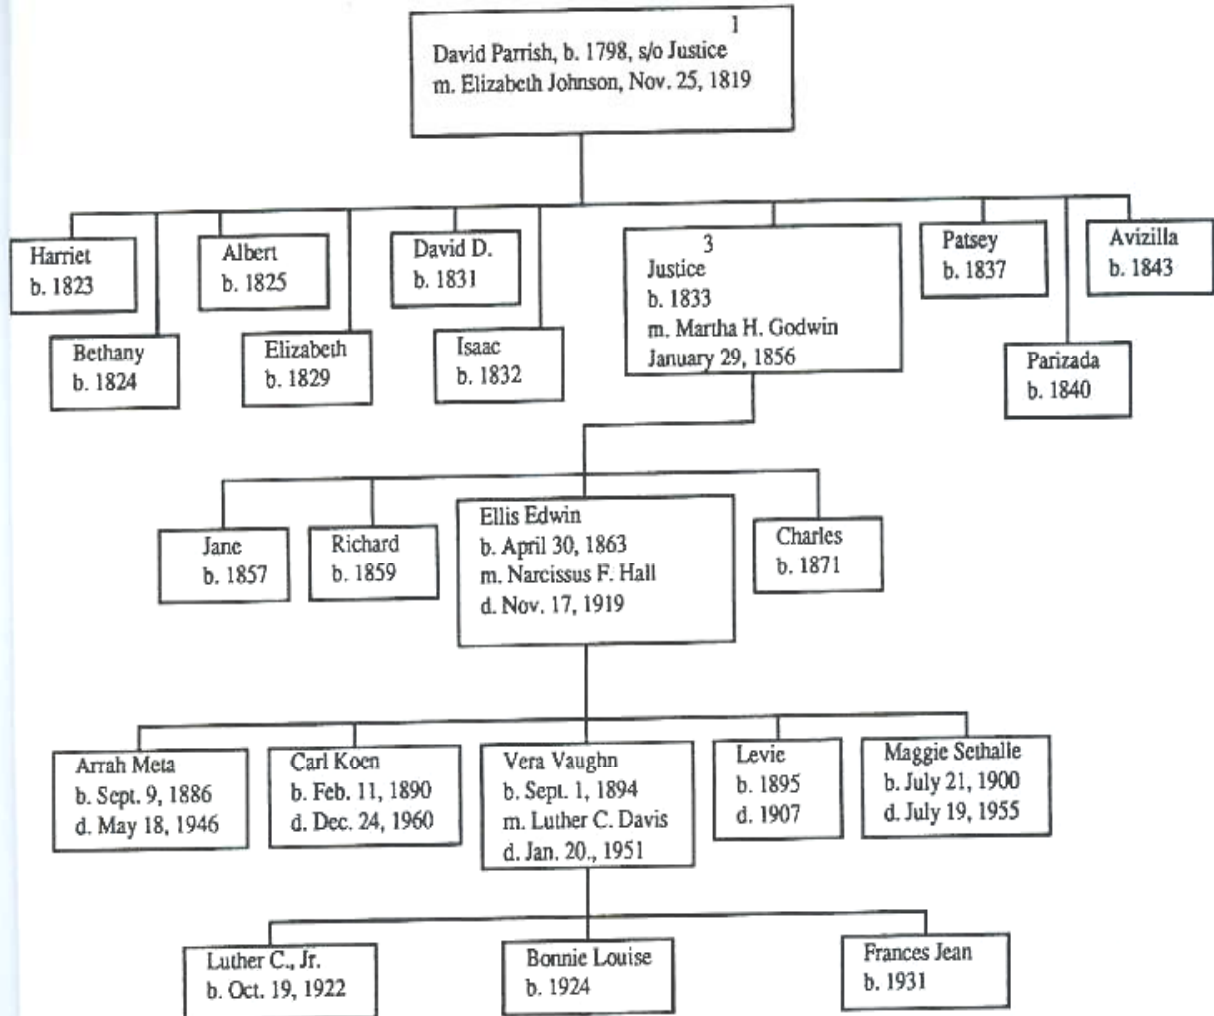 1
David Parrish, b. 1798, s/o Justice
m. Elizabeth Johnson, Nov. 25, 1819
Harriet
b. 1823
Bethany
b. 1824
Albert
b. 1825
Elizabeth
b. 1829
David D.
b. 1831
Isaac
b. 1832
3
Justice
b. 1833
m. Martha H. Godwin
January 29, 1856
Patsey
b. 1837
Parizada
b. 1840
Avizilla
b. 1843
Jane
b. 1857
Richard
b. 1859
Ellis Edwin
b. April 30, 1863
m. Narcissus F. Hall
d. Nov. 17, 1919
Charles
b. 1871
Arrah Meta
b. Sept. 9, 1886
d. May 18, 1946
Carl Koen
b. Feb. 11, 1890
d. Dec. 24, 1960
Vera Vaughn
b. Sept. 1, 1894
m. Luther C. Davis
d. Jan. 20., 1951
Levie
b. 1895
d. 1907
Maggie Sethalie
b. July 21, 1900
d. July 19, 1955
Luther C., Jr.
b. Oct. 19, 1922
Bonnie Louise
b. 1924
Frances Jean
b. 1931